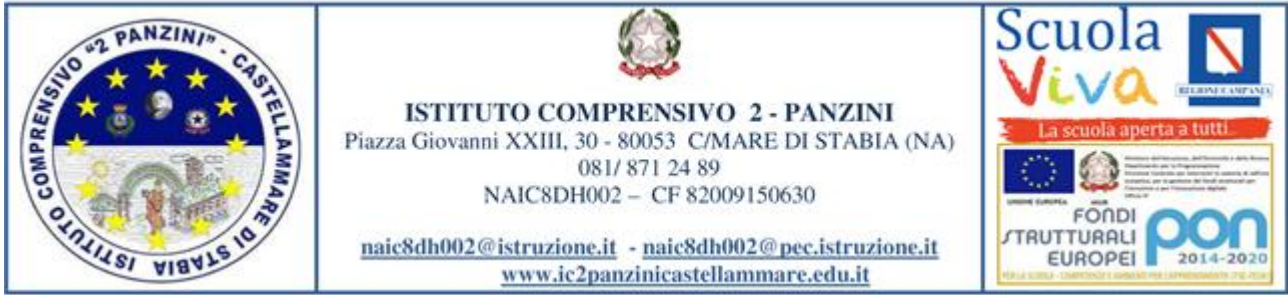 ISTITUTO COMPRENSIVO "2 PANZINI" - CASTELLAMMARE DI STABIA
ISTITUTO COMPRENSIVO 2 - PANZINI
Piazza Giovanni XXIII, 30 - 80053 C/MARE DI STABIA (NA)
081/ 871 24 89
NAIC8DH002 – CF 82009150630
naic8dh002@istruzione.it - naic8dh002@pec.istruzione.it
www.ic2panzinicastellammare.edu.it
Scuola
Viva
REGIONE CAMPANIA
La scuola aperta a tutti...
UNIONE EUROPEA
MIUR
FONDI
STRUTTURALI
EUROPEI
pon
2014-2020